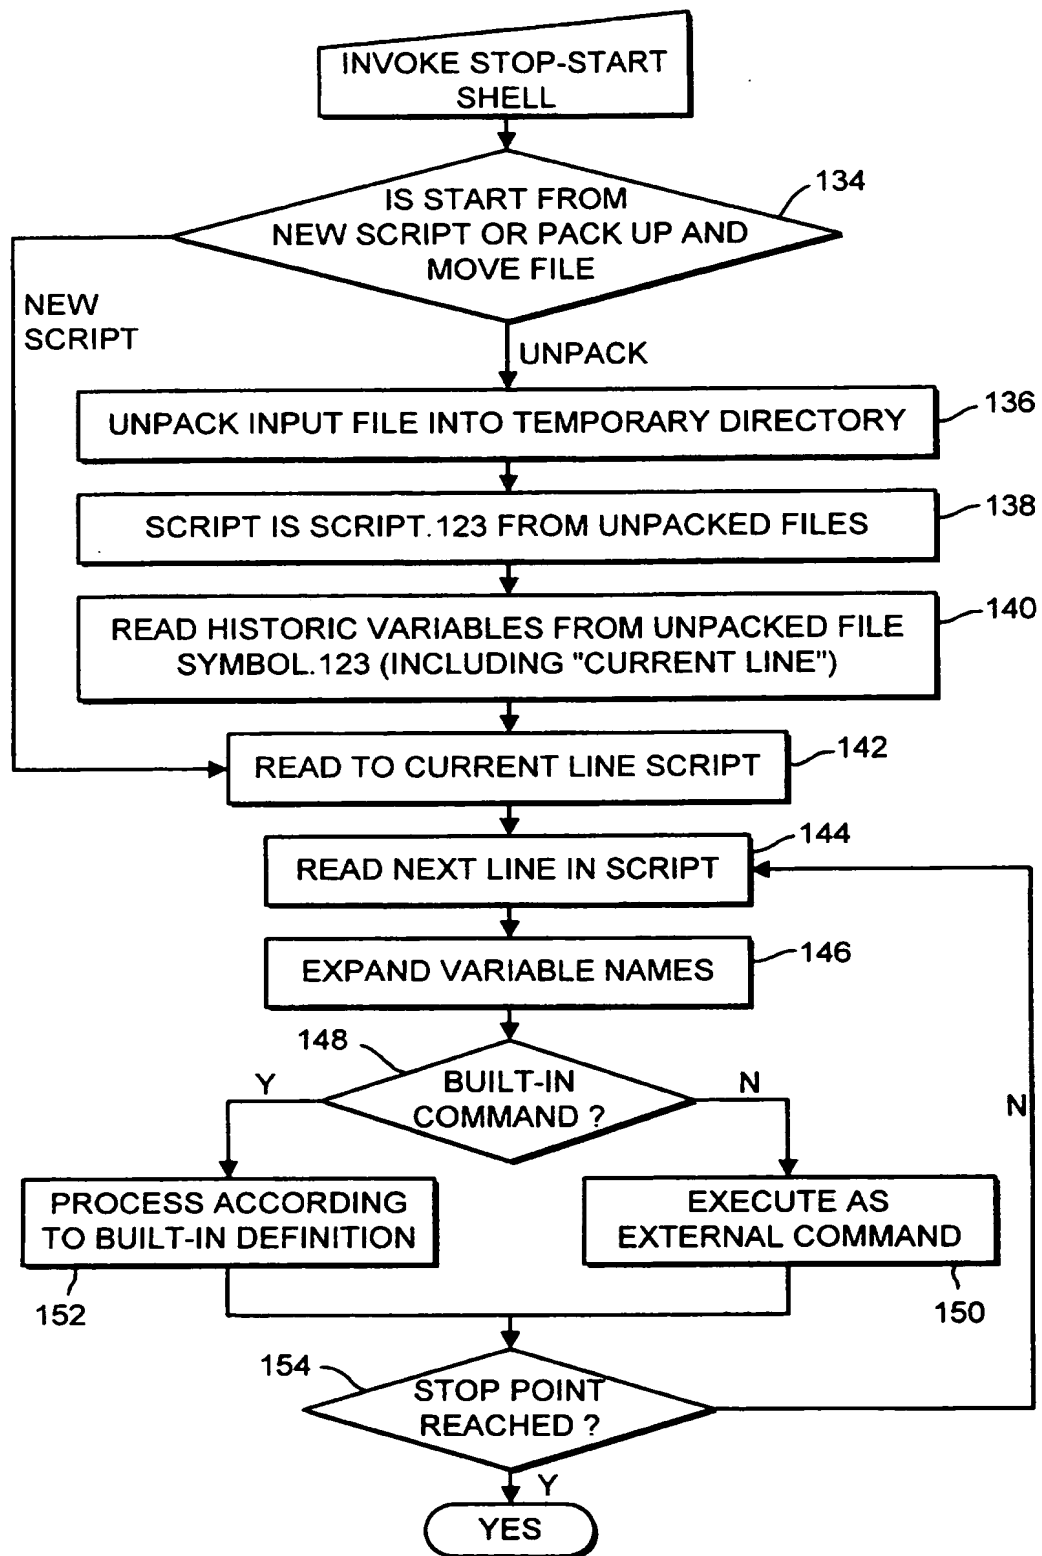 INVOKE STOP-START
SHELL
134
IS START FROM
NEW SCRIPT OR PACK UP AND
MOVE FILE
NEW
SCRIPT
UNPACK
136
UNPACK INPUT FILE INTO TEMPORARY DIRECTORY
138
SCRIPT IS SCRIPT.123 FROM UNPACKED FILES
140
READ HISTORIC VARIABLES FROM UNPACKED FILE
SYMBOL.123 (INCLUDING "CURRENT LINE")
142
READ TO CURRENT LINE SCRIPT
144
READ NEXT LINE IN SCRIPT
146
EXPAND VARIABLE NAMES
148
Y
BUILT-IN
COMMAND ?
N
N
PROCESS ACCORDING
TO BUILT-IN DEFINITION
EXECUTE AS
EXTERNAL COMMAND
152
150
154
STOP POINT
REACHED ?
Y
YES